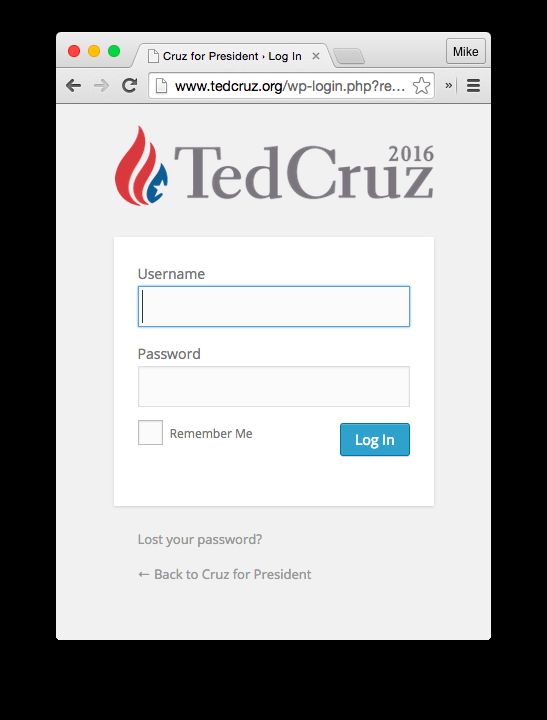 Cruz for President › Log In
Mike
www.tedcruz.org/wp-login.php?re...
»
2016
TedCruz
Username
Password
Remember Me
Log In
Lost your password?
← Back to Cruz for President